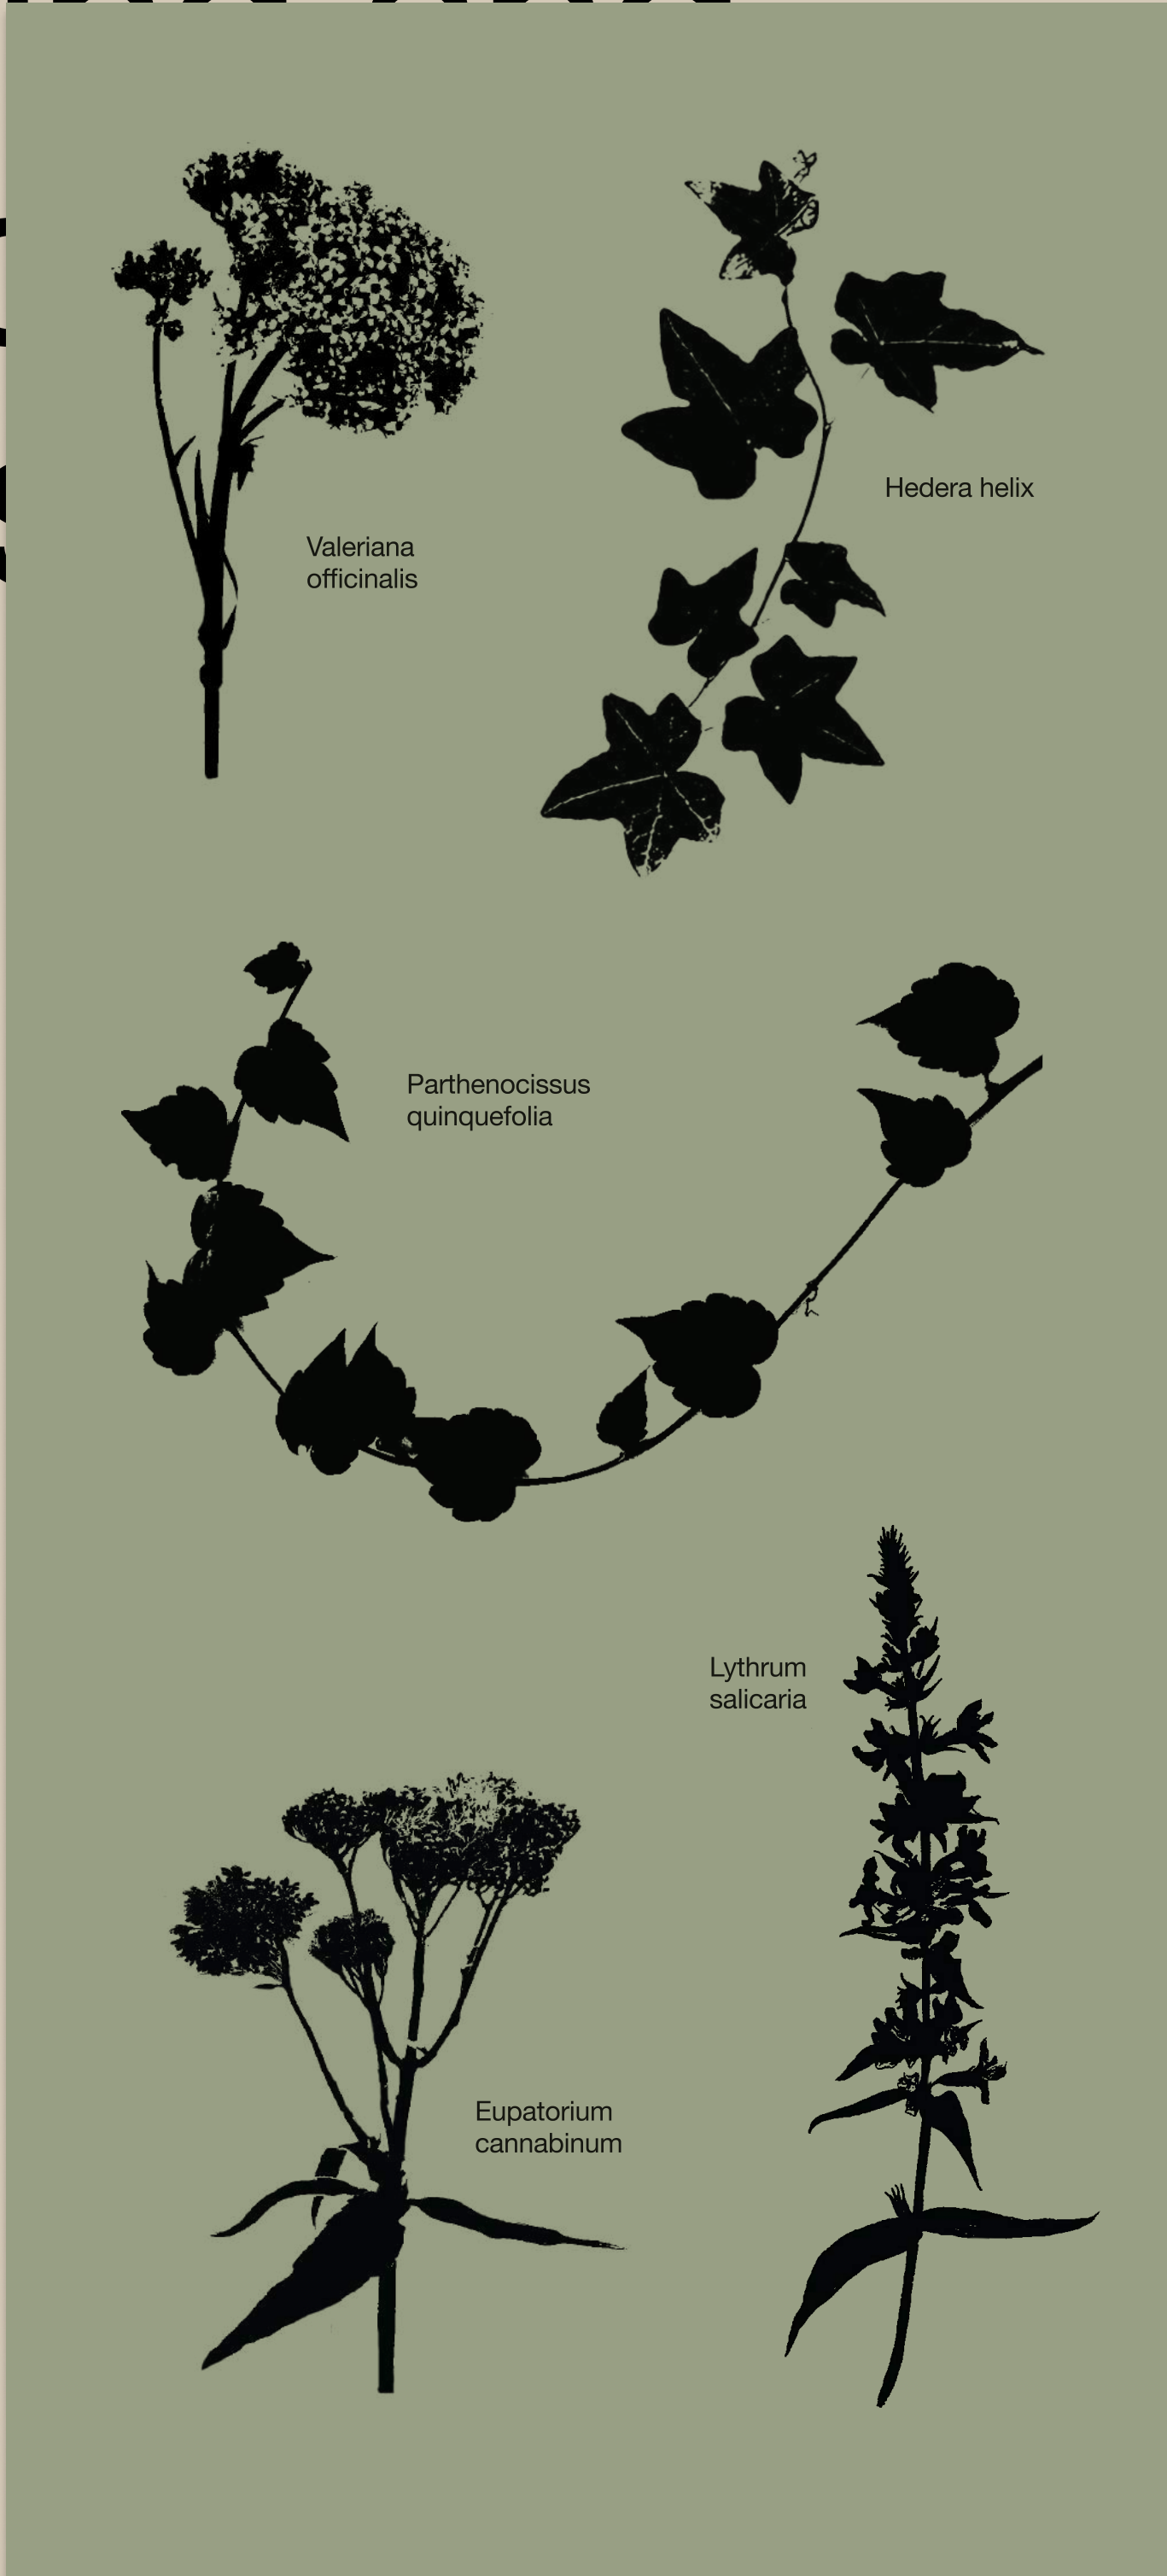 Hedera helix
Valeriana
officinalis
Parthenocissus
quinquefolia
Lythrum
salicaria
Eupatorium
cannabinum